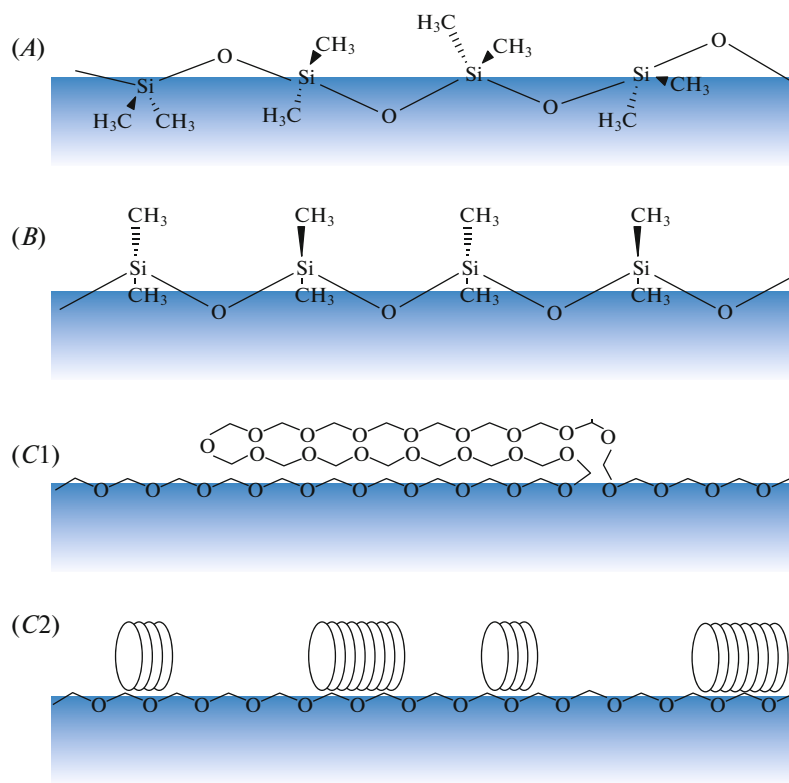 (A)
H₃C
O CH₃ CH₃ O
Si Si Si Si CH₃
H₃C CH₃ H₃C O O H₃C
(B)
CH₃ CH₃ CH₃ CH₃
Si Si Si Si
CH₃ CH₃ CH₃ CH₃
O O O O
(C1)
O O O O O O O O
O O O O O O O O
O O O O O O O O O O O O O O
(C2)
O O O O O O O O O O O O O O